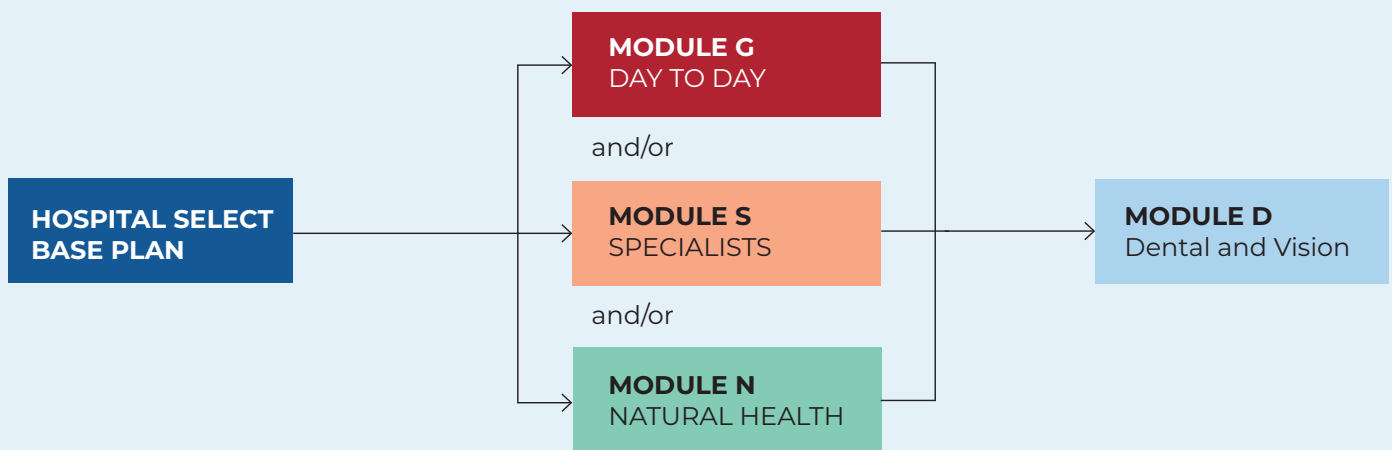 HOSPITAL SELECT
BASE PLAN
MODULE G
DAY TO DAY
and/or
MODULE S
SPECIALISTS
and/or
MODULE N
NATURAL HEALTH
MODULE D
Dental and Vision